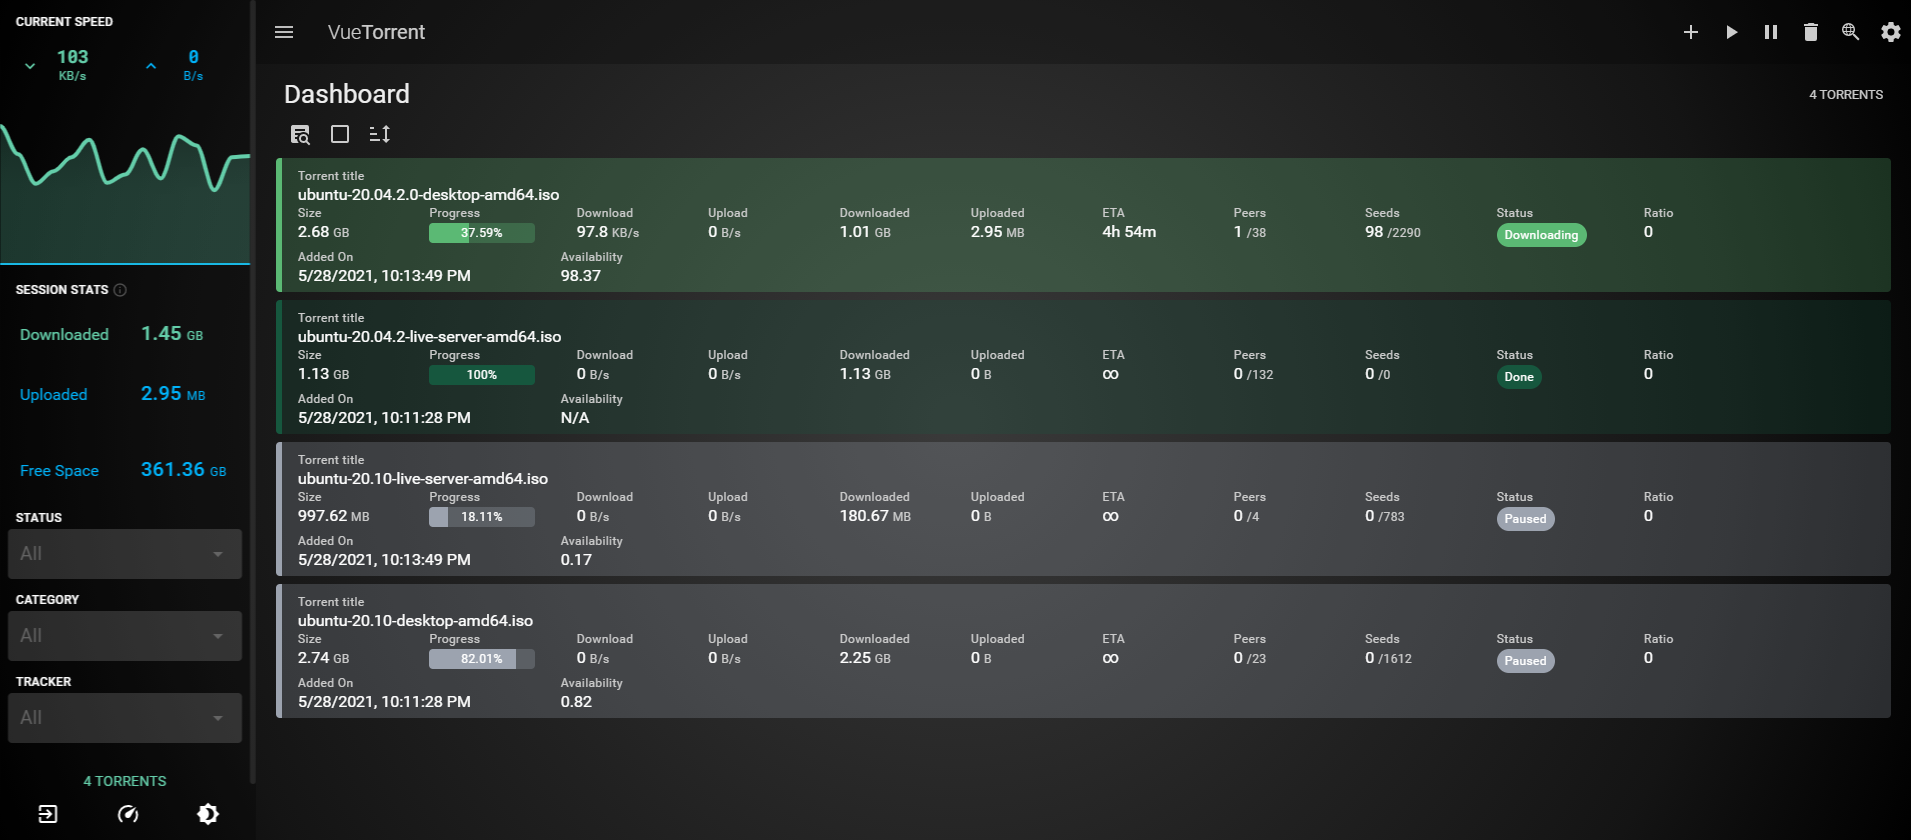 CURRENT SPEED
103 0
KB/s B/s
SESSION STATS
Downloaded 1.45 GB
Uploaded 2.95 MB
Free Space 361.36 GB
STATUS
All
CATEGORY
All
TRACKER
All
4 TORRENTS
VueTorrent
Dashboard 4 TORRENTS
Torrent title
ubuntu-20.04.2.0-desktop-amd64.iso
Size Progress Download Upload Downloaded Uploaded ETA Peers Seeds Status Ratio
2.68 GB 37.59% 97.8 KB/s 0 B/s 1.01 GB 2.95 MB 4h 54m 1 /38 98 /2290 Downloading 0
Added On Availability
5/28/2021, 10:13:49 PM 98.37
Torrent title
ubuntu-20.04.2-live-server-amd64.iso
Size Progress Download Upload Downloaded Uploaded ETA Peers Seeds Status Ratio
1.13 GB 100% 0 B/s 0 B/s 1.13 GB 0 B ∞ 0 /132 0 /0 Done 0
Added On Availability
5/28/2021, 10:11:28 PM N/A
Torrent title
ubuntu-20.10-live-server-amd64.iso
Size Progress Download Upload Downloaded Uploaded ETA Peers Seeds Status Ratio
997.62 MB 18.11% 0 B/s 0 B/s 180.67 MB 0 B ∞ 0 /4 0 /783 Paused 0
Added On Availability
5/28/2021, 10:13:49 PM 0.17
Torrent title
ubuntu-20.10-desktop-amd64.iso
Size Progress Download Upload Downloaded Uploaded ETA Peers Seeds Status Ratio
2.74 GB 82.01% 0 B/s 0 B/s 2.25 GB 0 B ∞ 0 /23 0 /1612 Paused 0
Added On Availability
5/28/2021, 10:11:28 PM 0.82